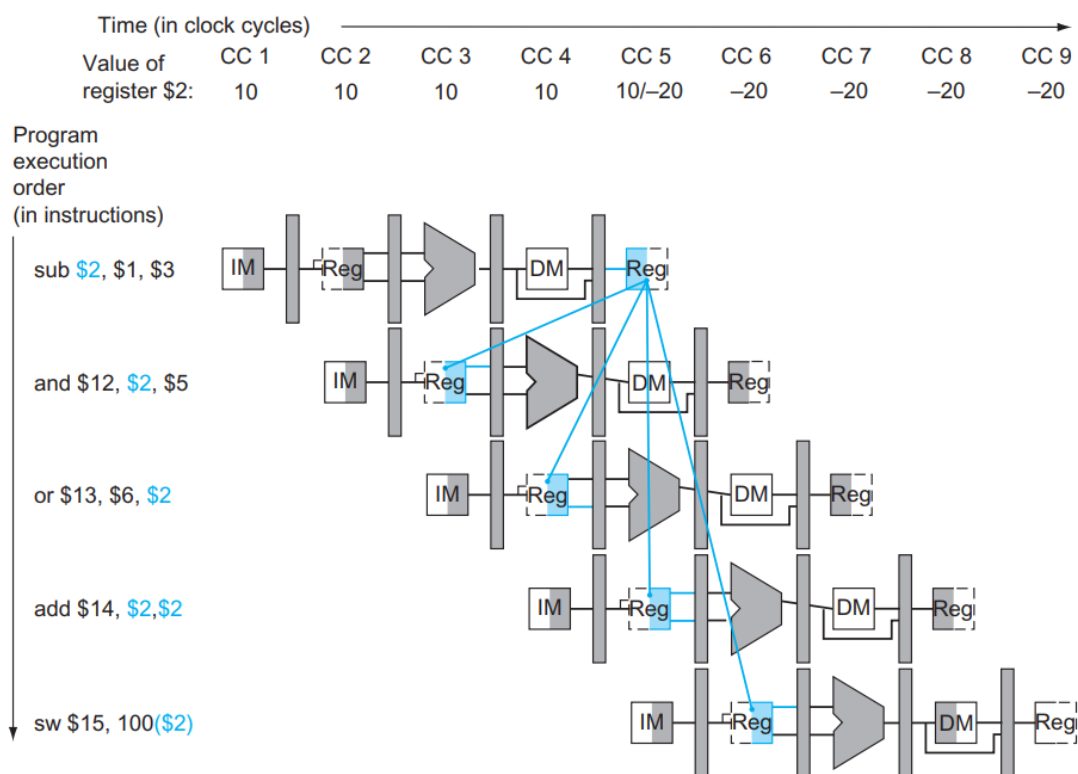 Time (in clock cycles)
Value of CC 1 CC 2 CC 3 CC 4 CC 5 CC 6 CC 7 CC 8 CC 9
register $2: 10 10 10 10 10/–20 –20 –20 –20 –20
Program
execution
order
(in instructions)
sub $2, $1, $3 IM Reg DM Reg
and $12, $2, $5 IM Reg DM Reg
or $13, $6, $2 IM Reg DM Reg
add $14, $2,$2 IM Reg DM Reg
sw $15, 100($2) IM Reg DM Reg